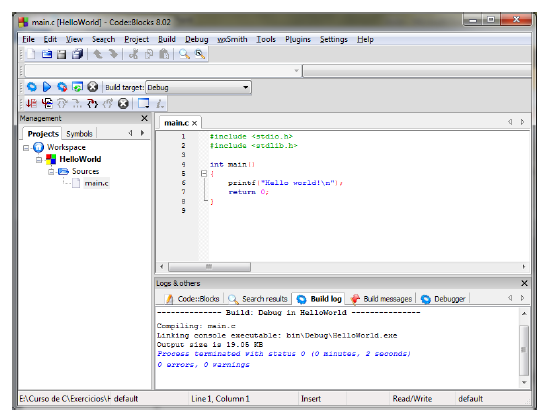 main.c [HelloWorld] - Code::Blocks 8.02
File Edit View Search Project Build Debug wxSmith Tools Plugins Settings Help
Build target: Debug
Management
Projects Symbols
Workspace
HelloWorld
Sources
main.c
main.c
1 #include <stdio.h>
2 #include <stdlib.h>
3
4 int main()
5 {
6 printf("Hello world!\n");
7 return 0;
8 }
9
Logs & others
Code::Blocks Search results Build log Build messages Debugger
-------------- Build: Debug in HelloWorld ---------------
Compiling: main.c
Linking console executable: bin\Debug\HelloWorld.exe
Output size is 19.05 KB
Process terminated with status 0 (0 minutes, 2 seconds)
0 errors, 0 warnings
E:\Curso de C\Exercicios\H default Line 1, Column 1 Insert Read/Write default